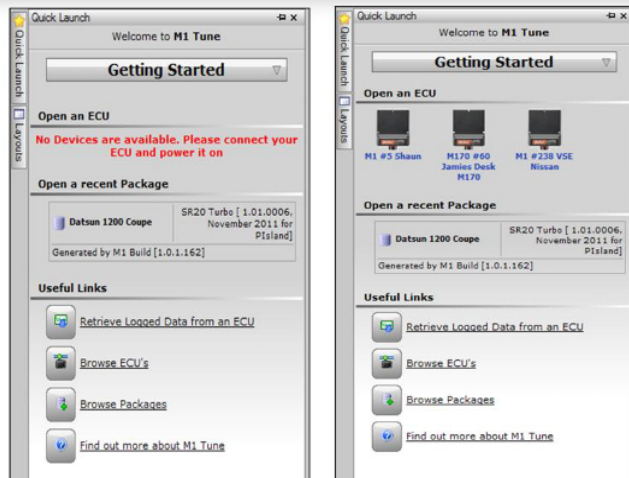 Quick Launch
Welcome to M1 Tune
Getting Started
Open an ECU
No Devices are available. Please connect your
ECU and power it on
Open a recent Package
Datsun 1200 Coupe
SR20 Turbo [ 1.01.0006,
November 2011 for
PIsland]
Generated by M1 Build [1.0.1.162]
Useful Links
Retrieve Logged Data from an ECU
Browse ECU's
Browse Packages
Find out more about M1 Tune
Quick Launch
Layouts
Quick Launch
Welcome to M1 Tune
Getting Started
Open an ECU
M1 #5 Shaun
M170 #60
Jamies Desk
M170
M1 #238 VSE
Nissan
Open a recent Package
Datsun 1200 Coupe
SR20 Turbo [ 1.01.0006,
November 2011 for
PIsland]
Generated by M1 Build [1.0.1.162]
Useful Links
Retrieve Logged Data from an ECU
Browse ECU's
Browse Packages
Find out more about M1 Tune
Quick Launch
Layouts